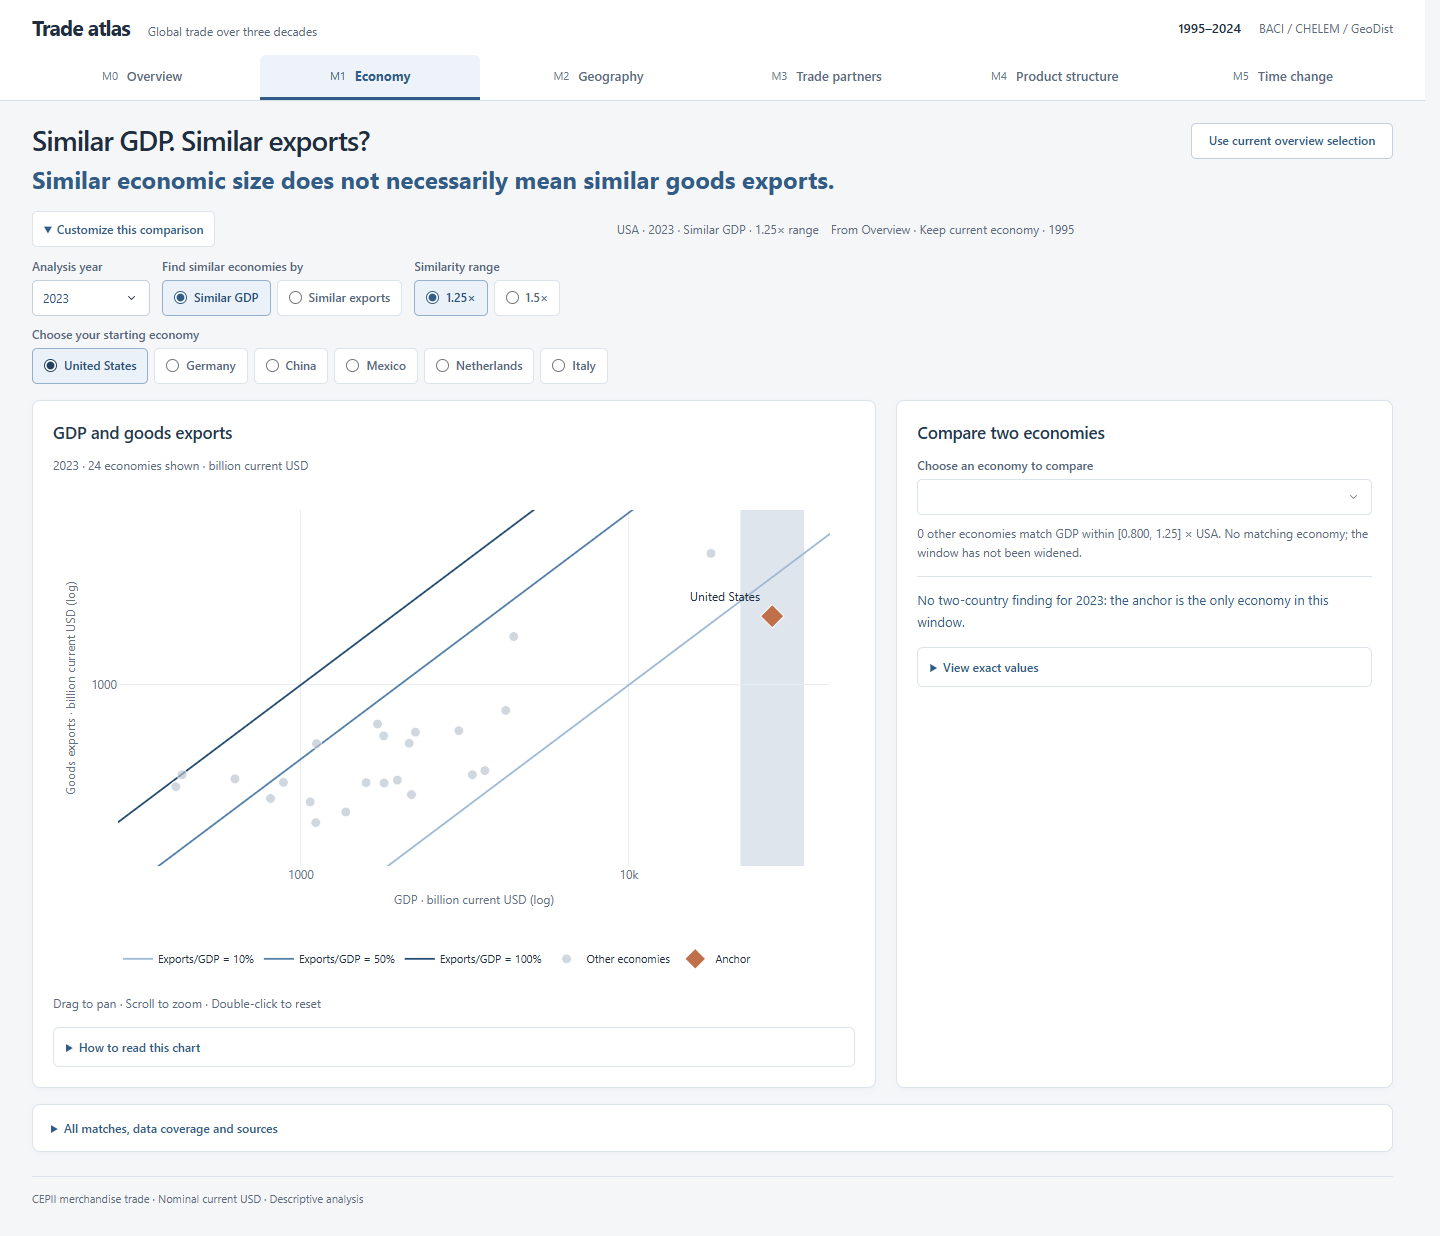 Trade atlas Global trade over three decades 1995–2024 BACI / CHELEM / GeoDist
M0 Overview M1 Economy M2 Geography M3 Trade partners M4 Product structure M5 Time change
Similar GDP. Similar exports?
Use current overview selection
Similar economic size does not necessarily mean similar goods exports.
▼ Customize this comparison
USA · 2023 · Similar GDP · 1.25× range From Overview · Keep current economy · 1995
Analysis year Find similar economies by Similarity range
2023 Similar GDP Similar exports 1.25× 1.5×
Choose your starting economy
United States Germany China Mexico Netherlands Italy
GDP and goods exports
2023 · 24 economies shown · billion current USD
Goods exports · billion current USD (log)
United States
1000
1000 10k
GDP · billion current USD (log)
Exports/GDP = 10% Exports/GDP = 50% Exports/GDP = 100% Other economies Anchor
Drag to pan · Scroll to zoom · Double-click to reset
▶ How to read this chart
Compare two economies
Choose an economy to compare
0 other economies match GDP within [0.800, 1.25] × USA. No matching economy; the
window has not been widened.
No two-country finding for 2023: the anchor is the only economy in this
window.
▶ View exact values
▶ All matches, data coverage and sources
CEPII merchandise trade · Nominal current USD · Descriptive analysis